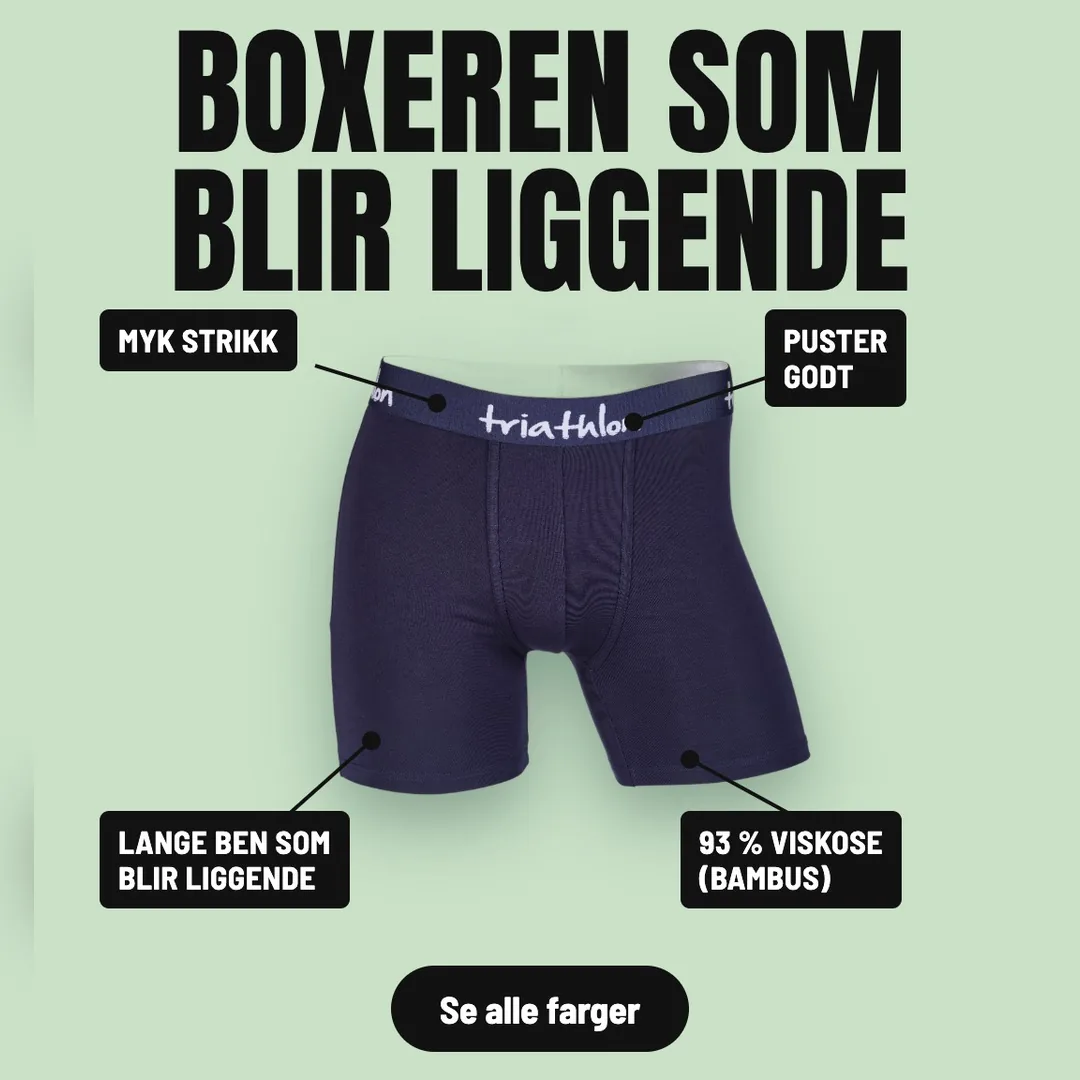 BOXEREN SOM
BLIR LIGGENDE
MYK STRIKK
PUSTER
GODT
triathlon
LANGE BEN SOM
BLIR LIGGENDE
93 % VISKOSE
(BAMBUS)
Se alle farger